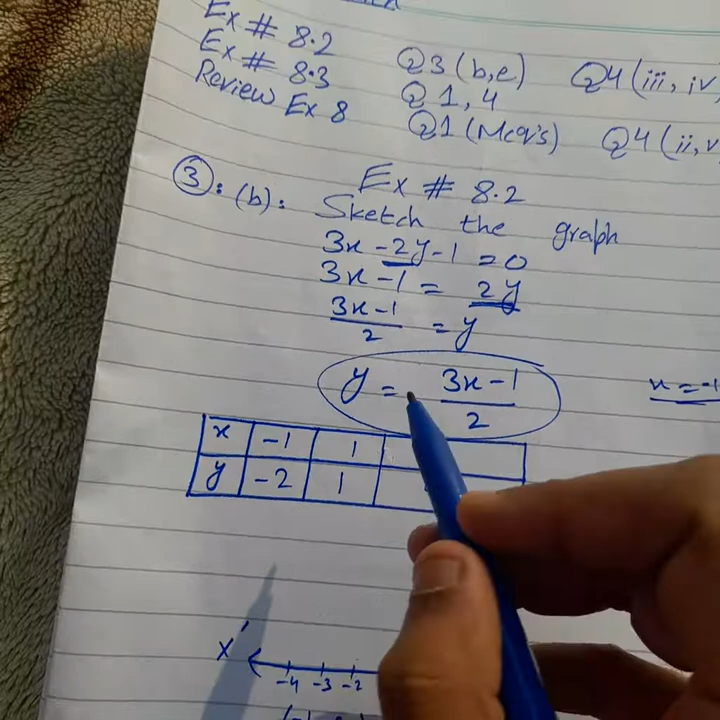 Ex # 8.2 Q3 (b,e) Q4(iii, iv
Ex # 8.3 Q 1, 4
Review Ex 8 Q1 (Mcq's) Q4 (ii, v
Ex # 8.2
③: (b): Sketch the graph
3x - 2y - 1 = 0
3x - 1 = 2y
3x - 1 / 2 = y
y = 3x - 1 / 2 x = -1
x -1 1
y -2 1
X'
-4 -3 -2